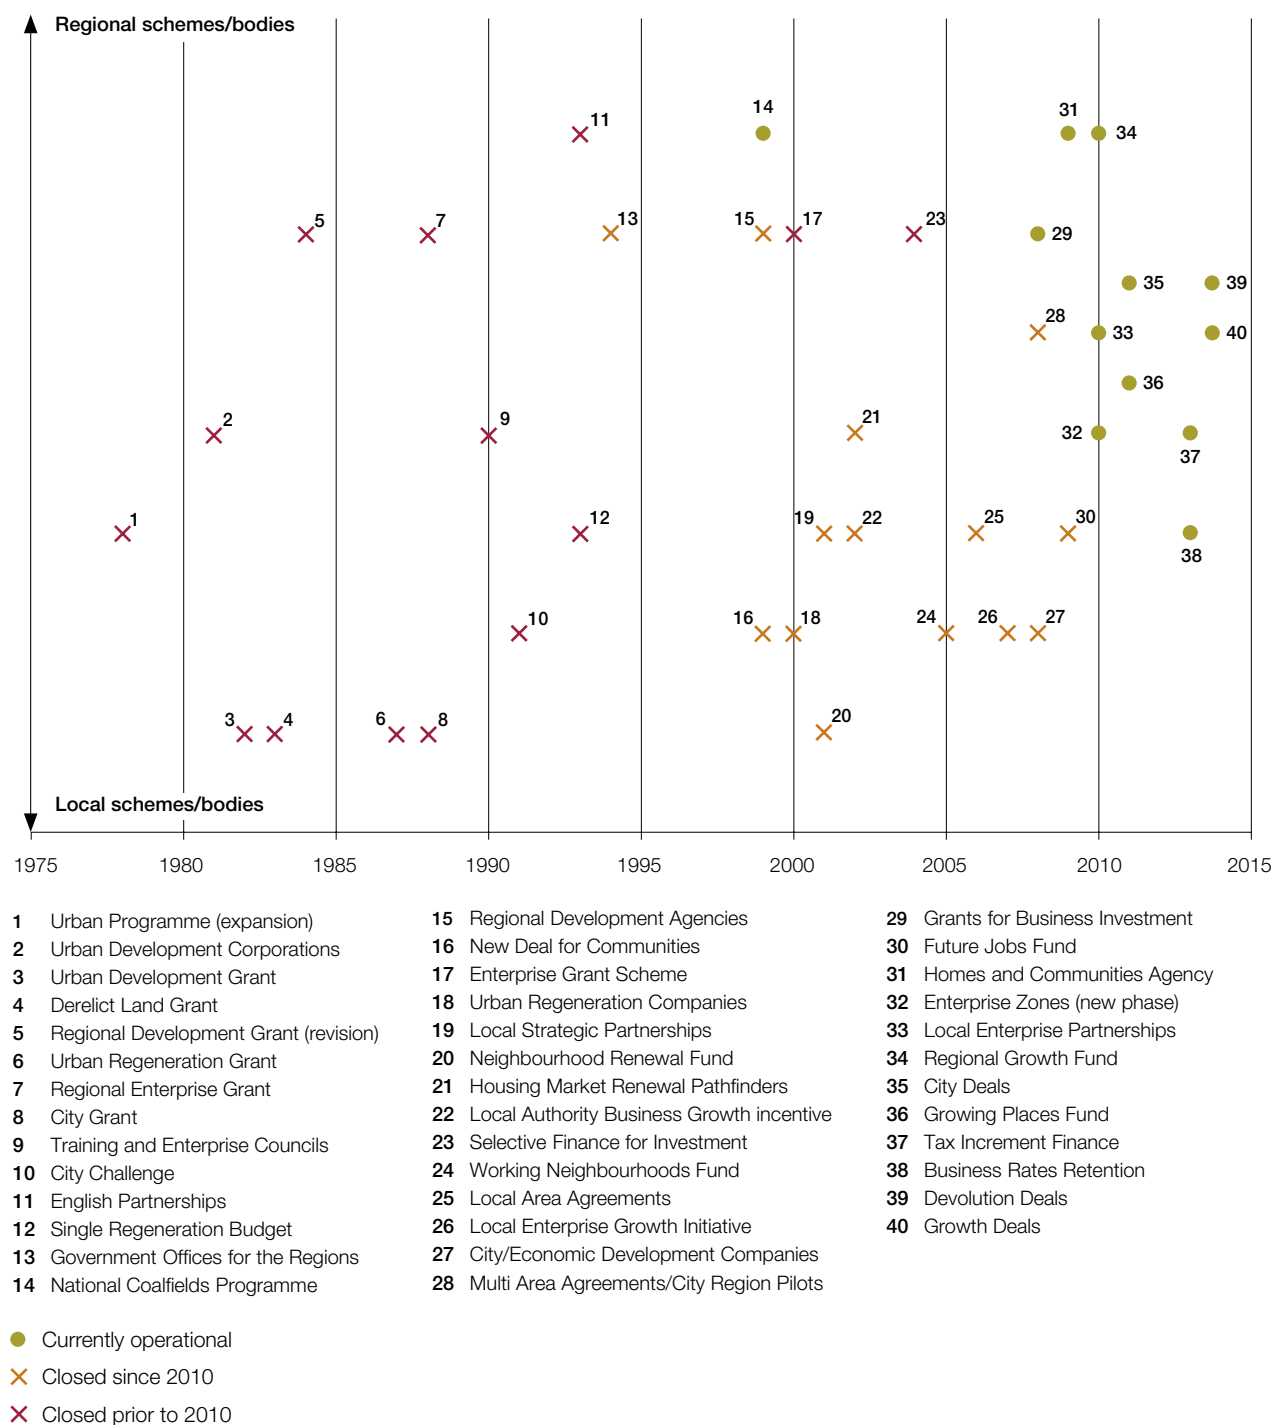 Regional schemes/bodies
14
31
11
34
5
7
13
15
17
23
29
35
39
28
33
40
36
2
9
21
32
37
1
12
19
22
25
30
38
10
16
18
24
26
27
3
4
6
8
20
Local schemes/bodies
1975 1980 1985 1990 1995 2000 2005 2010 2015
1 Urban Programme (expansion)
2 Urban Development Corporations
3 Urban Development Grant
4 Derelict Land Grant
5 Regional Development Grant (revision)
6 Urban Regeneration Grant
7 Regional Enterprise Grant
8 City Grant
9 Training and Enterprise Councils
10 City Challenge
11 English Partnerships
12 Single Regeneration Budget
13 Government Offices for the Regions
14 National Coalfields Programme
15 Regional Development Agencies
16 New Deal for Communities
17 Enterprise Grant Scheme
18 Urban Regeneration Companies
19 Local Strategic Partnerships
20 Neighbourhood Renewal Fund
21 Housing Market Renewal Pathfinders
22 Local Authority Business Growth incentive
23 Selective Finance for Investment
24 Working Neighbourhoods Fund
25 Local Area Agreements
26 Local Enterprise Growth Initiative
27 City/Economic Development Companies
28 Multi Area Agreements/City Region Pilots
29 Grants for Business Investment
30 Future Jobs Fund
31 Homes and Communities Agency
32 Enterprise Zones (new phase)
33 Local Enterprise Partnerships
34 Regional Growth Fund
35 City Deals
36 Growing Places Fund
37 Tax Increment Finance
38 Business Rates Retention
39 Devolution Deals
40 Growth Deals
Currently operational
Closed since 2010
Closed prior to 2010